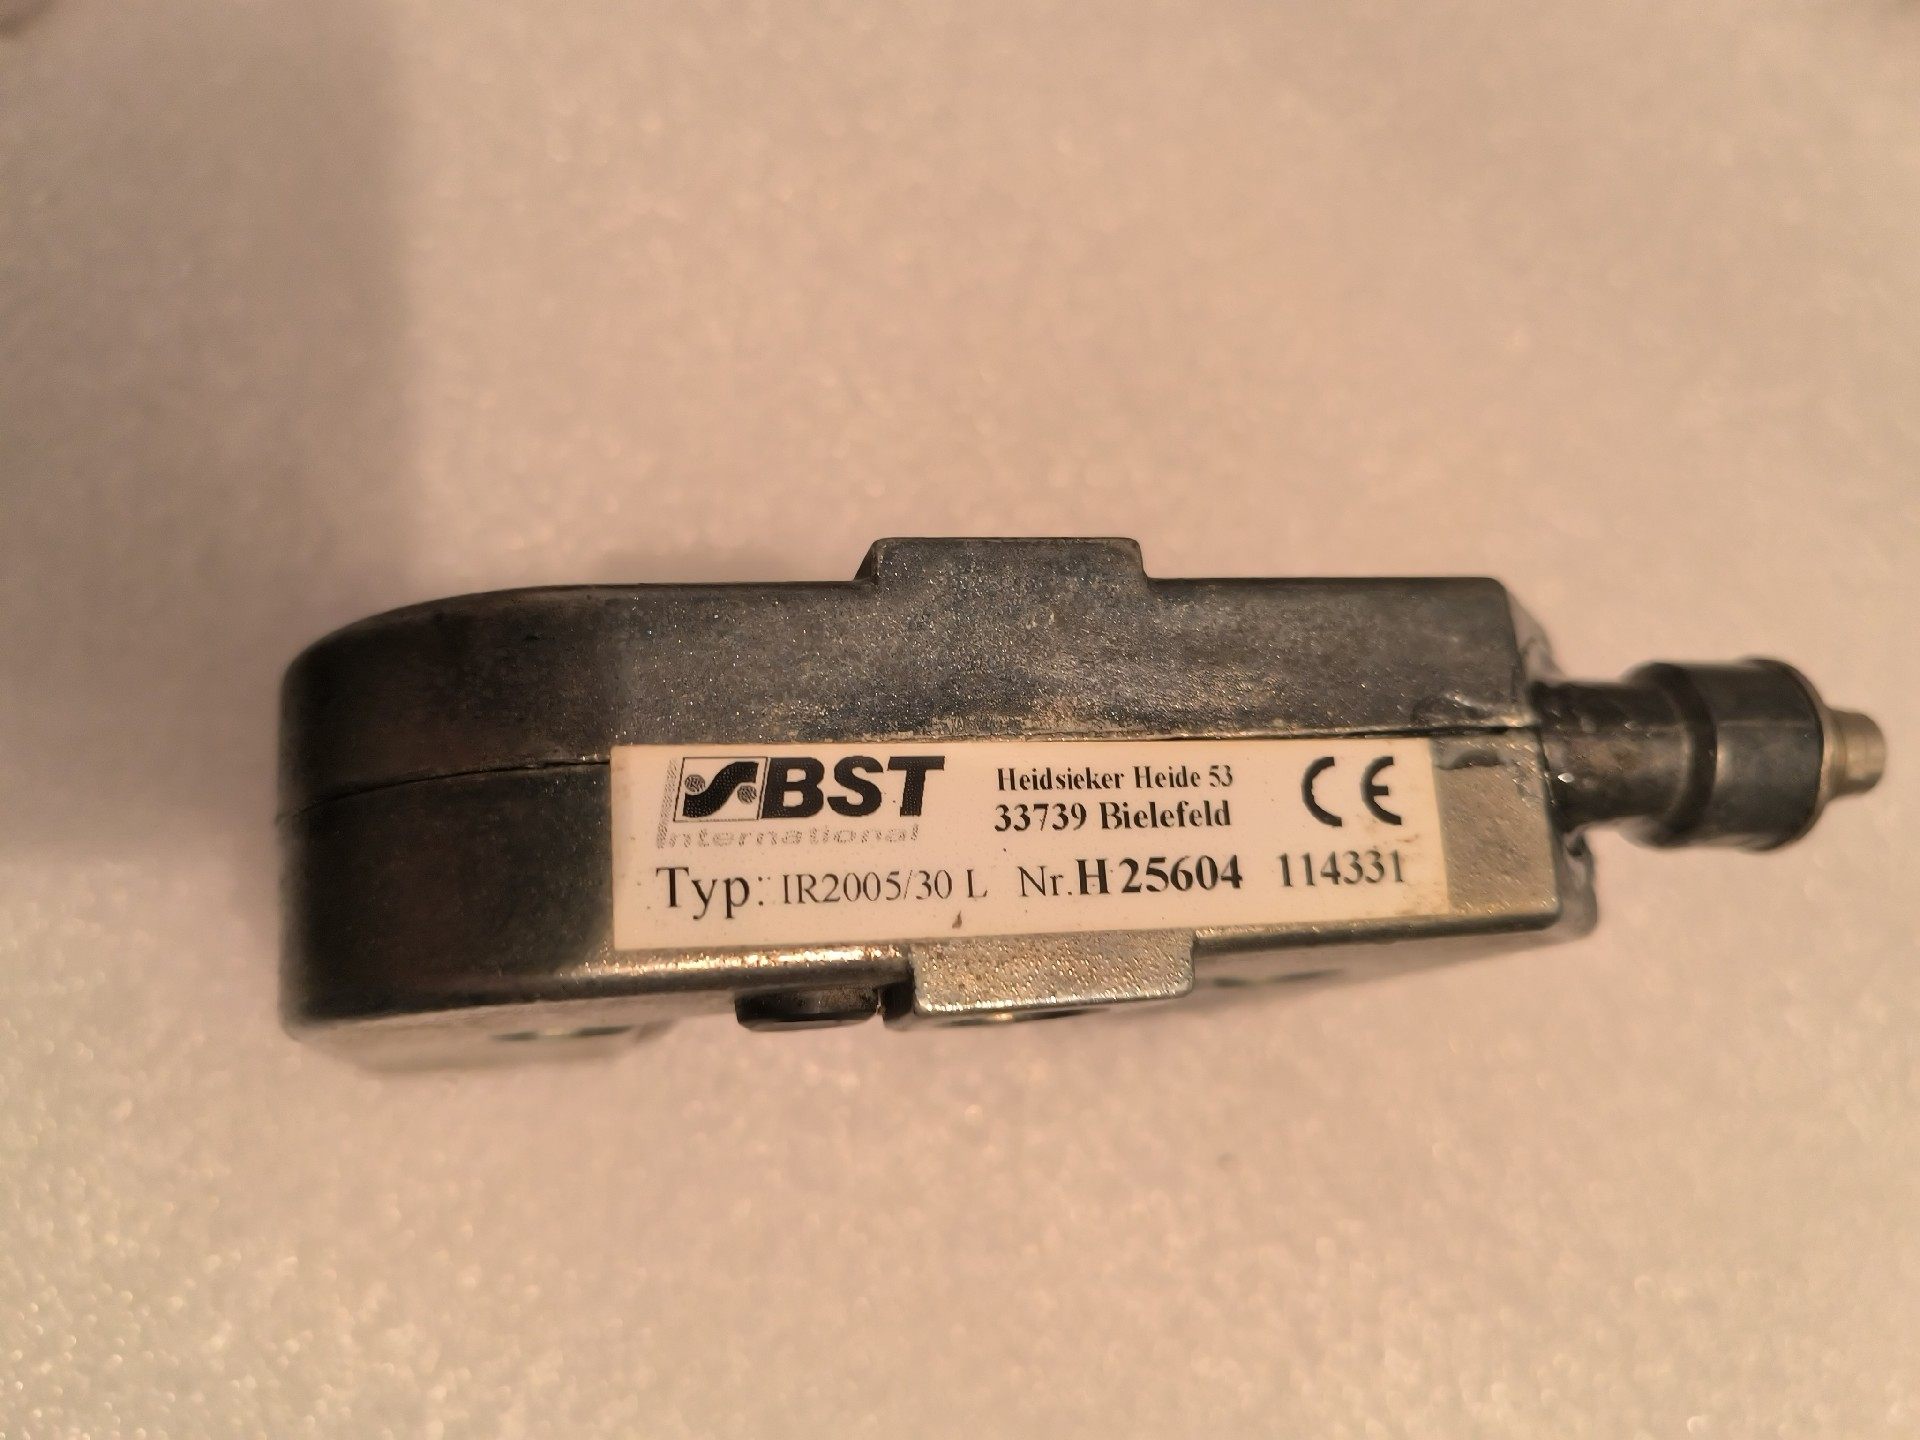 BST
international
Heidsieker Heide 53
33739 Bielefeld
CE
Typ: IR2005/30 L Nr. H 25604 114331